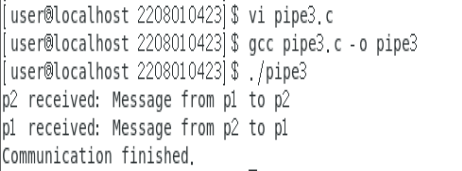 [user@localhost 2208010423]$ vi pipe3.c
[user@localhost 2208010423]$ gcc pipe3.c -o pipe3
[user@localhost 2208010423]$ ./pipe3
p2 received: Message from p1 to p2
p1 received: Message from p2 to p1
Communication finished.